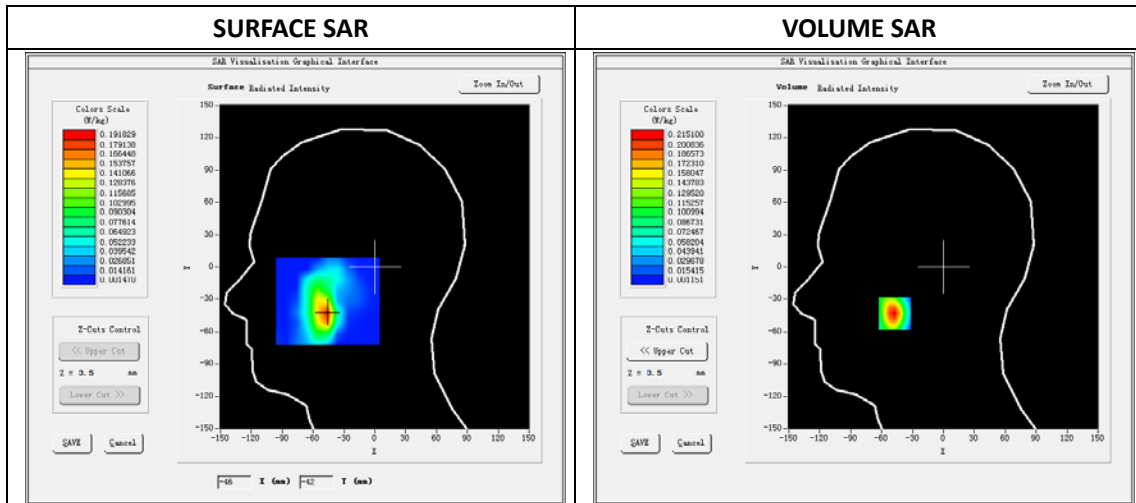 SURFACE SAR
VOLUME SAR
SAR Visualisation Graphical Interface
Surface Radiated Intensity
Zoom In/Out
Colors Scale
(W/kg)
0.191829
0.179138
0.166448
0.153757
0.141066
0.128376
0.115685
0.102995
0.090304
0.077614
0.064923
0.052233
0.039542
0.026851
0.014161
0.001470
150
120
90
60
30
0
-30
-60
-90
-120
-150
Y
-150 -120 -90 -60 -30 0 30 60 90 120 150
X
Z-Cuts Control
<< Upper Cut
Z = 3.5 mm
Lower Cut >>
SAVE Cancel
-46 X (mm) -42 Y (mm)
SAR Visualisation Graphical Interface
Volume Radiated Intensity
Zoom In/Out
Colors Scale
(W/kg)
0.215100
0.200836
0.186573
0.172310
0.158047
0.143783
0.129520
0.115257
0.100994
0.086731
0.072467
0.058204
0.043941
0.029678
0.015415
0.001151
150
120
90
60
30
0
-30
-60
-90
-120
-150
Y
-150 -120 -90 -60 -30 0 30 60 90 120 150
X
Z-Cuts Control
<< Upper Cut
Z = 3.5 mm
Lower Cut >>
SAVE Cancel